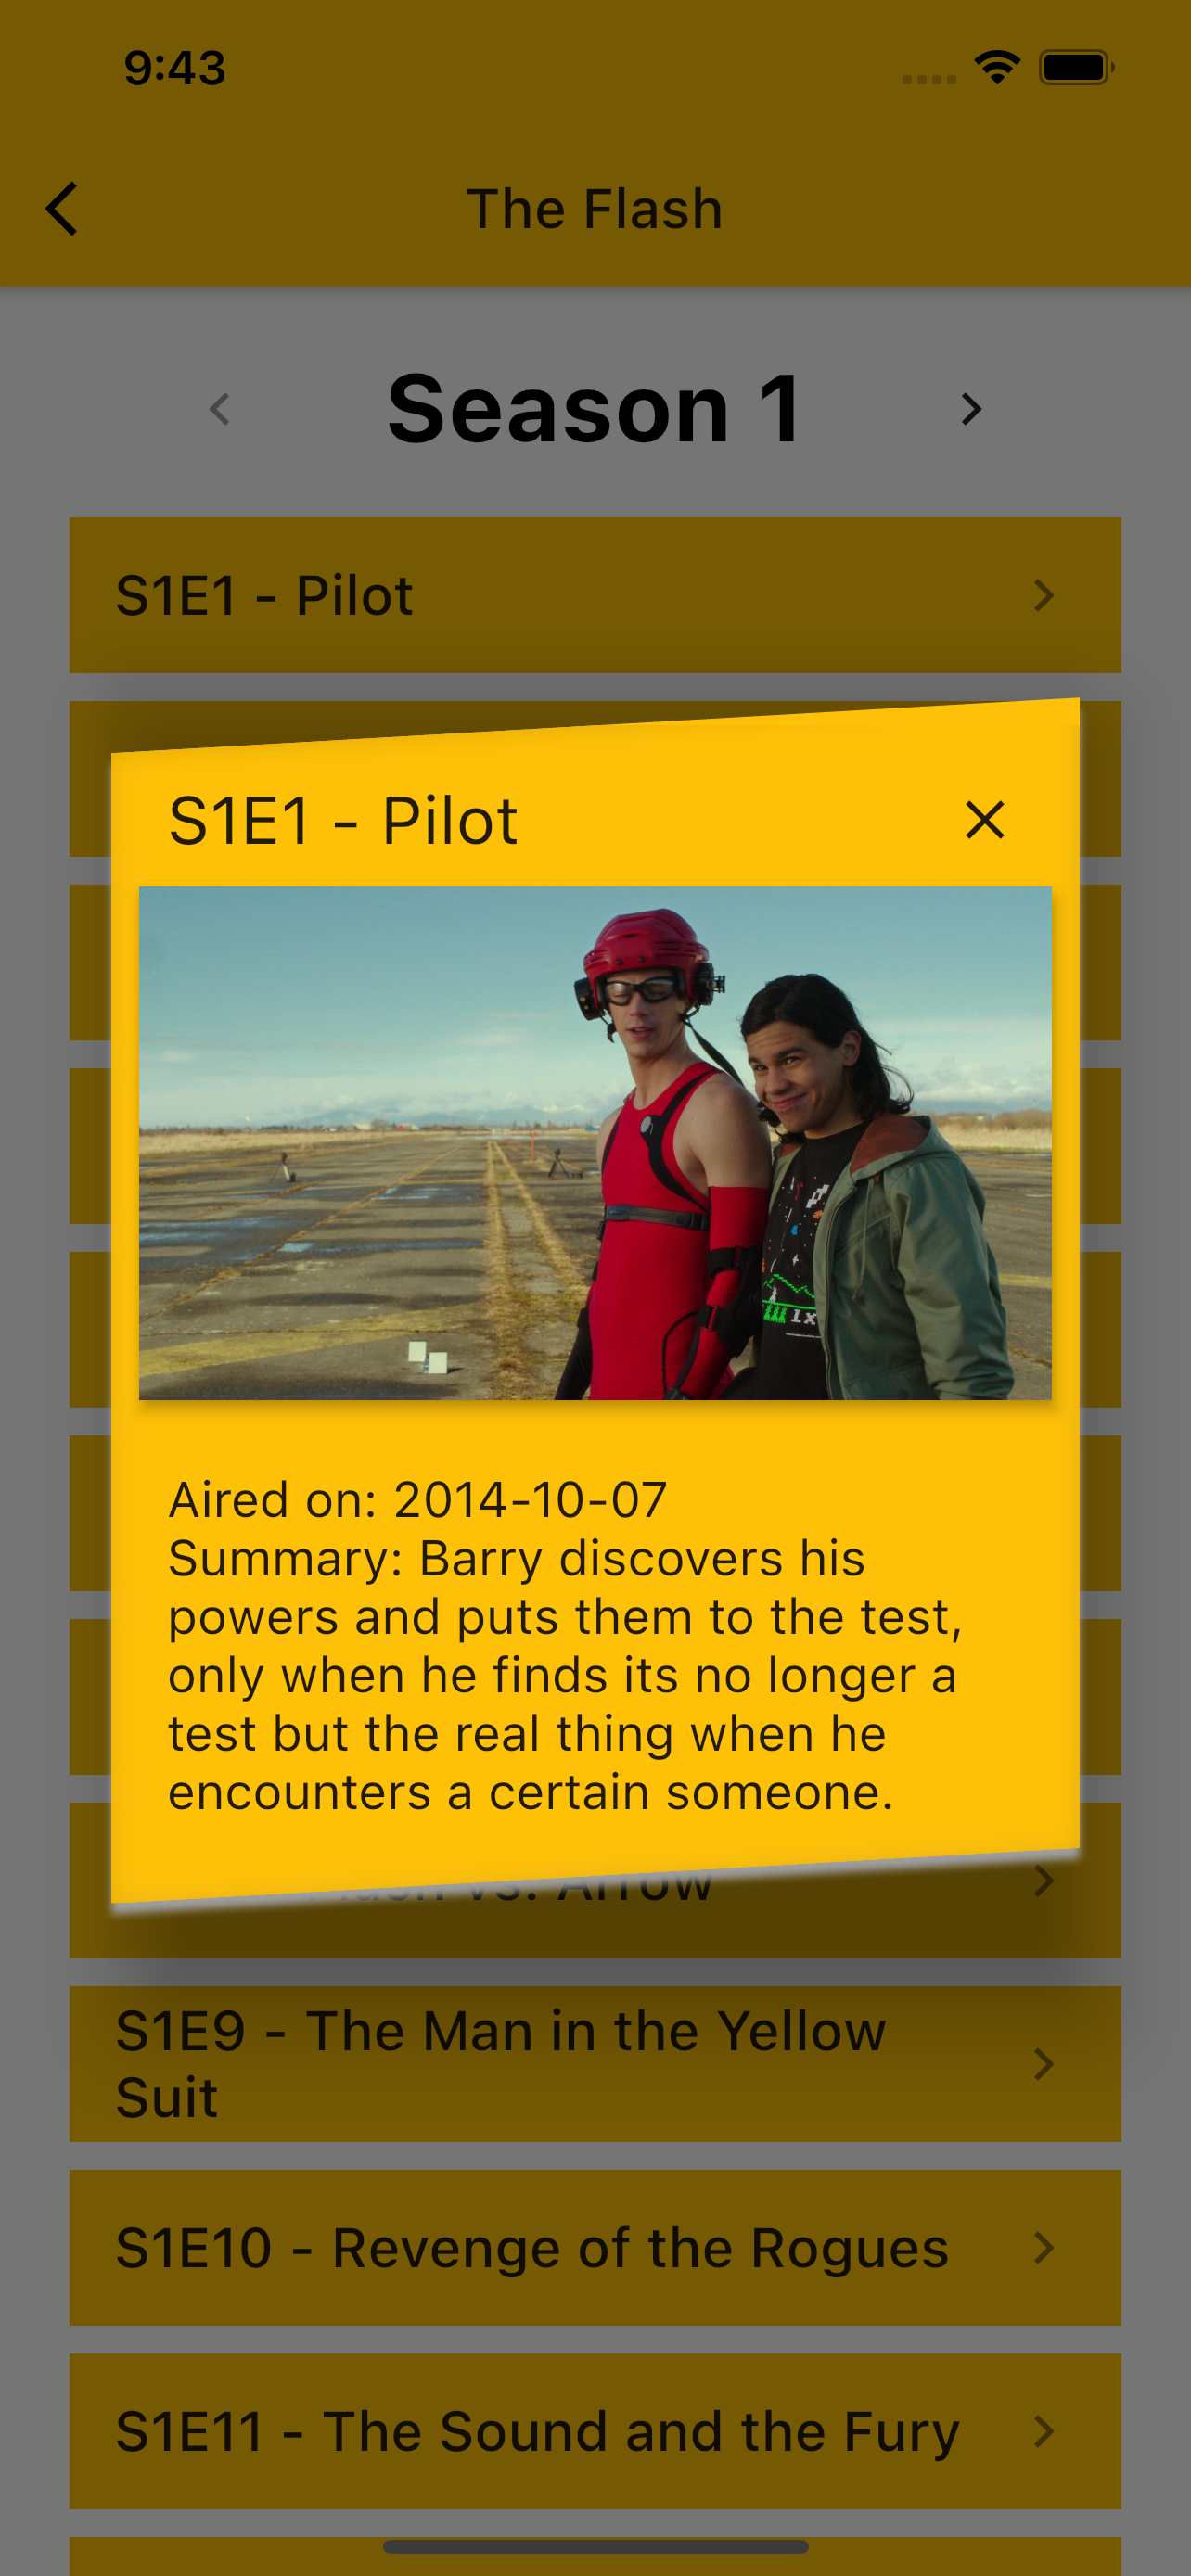 9:43
The Flash
Season 1
S1E1 - Pilot
S1E1 - Pilot
Aired on: 2014-10-07
Summary: Barry discovers his
powers and puts them to the test,
only when he finds its no longer a
test but the real thing when he
encounters a certain someone.
vs. Arrow
S1E9 - The Man in the Yellow
Suit
S1E10 - Revenge of the Rogues
S1E11 - The Sound and the Fury